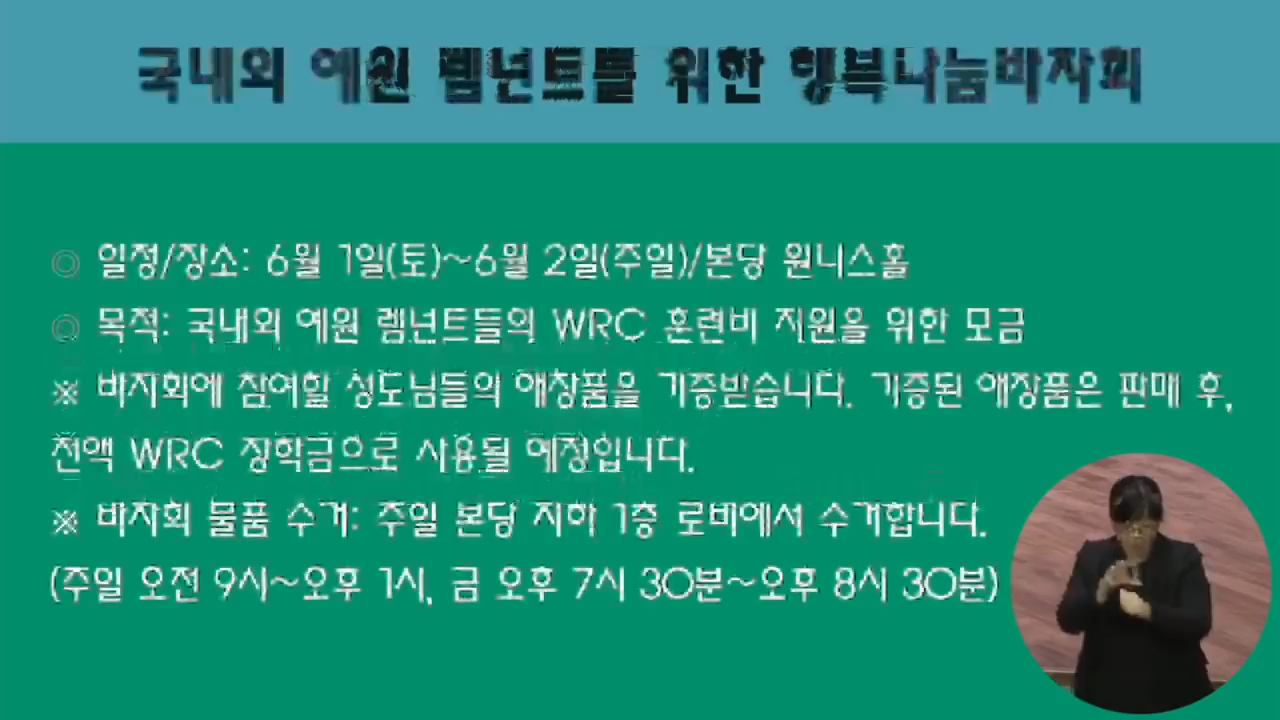 국내외 예원 렘넌트들 위한 행복나눔바자회
◎ 일정/장소: 6월 1일(토)~6월 2일(주일)/본당 원니스홀
◎ 목적: 국내외 예원 렘넌트들의 WRC 훈련비 지원을 위한 모금
※ 바자회에 참여할 성도님들의 애장품을 기증받습니다. 기증된 애장품은 판매 후,
전액 WRC 장학금으로 사용될 예정입니다.
※ 바자회 물품 수거: 주일 본당 지하 1층 로비에서 수거합니다.
(주일 오전 9시~오후 1시, 금 오후 7시 30분~오후 8시 30분)